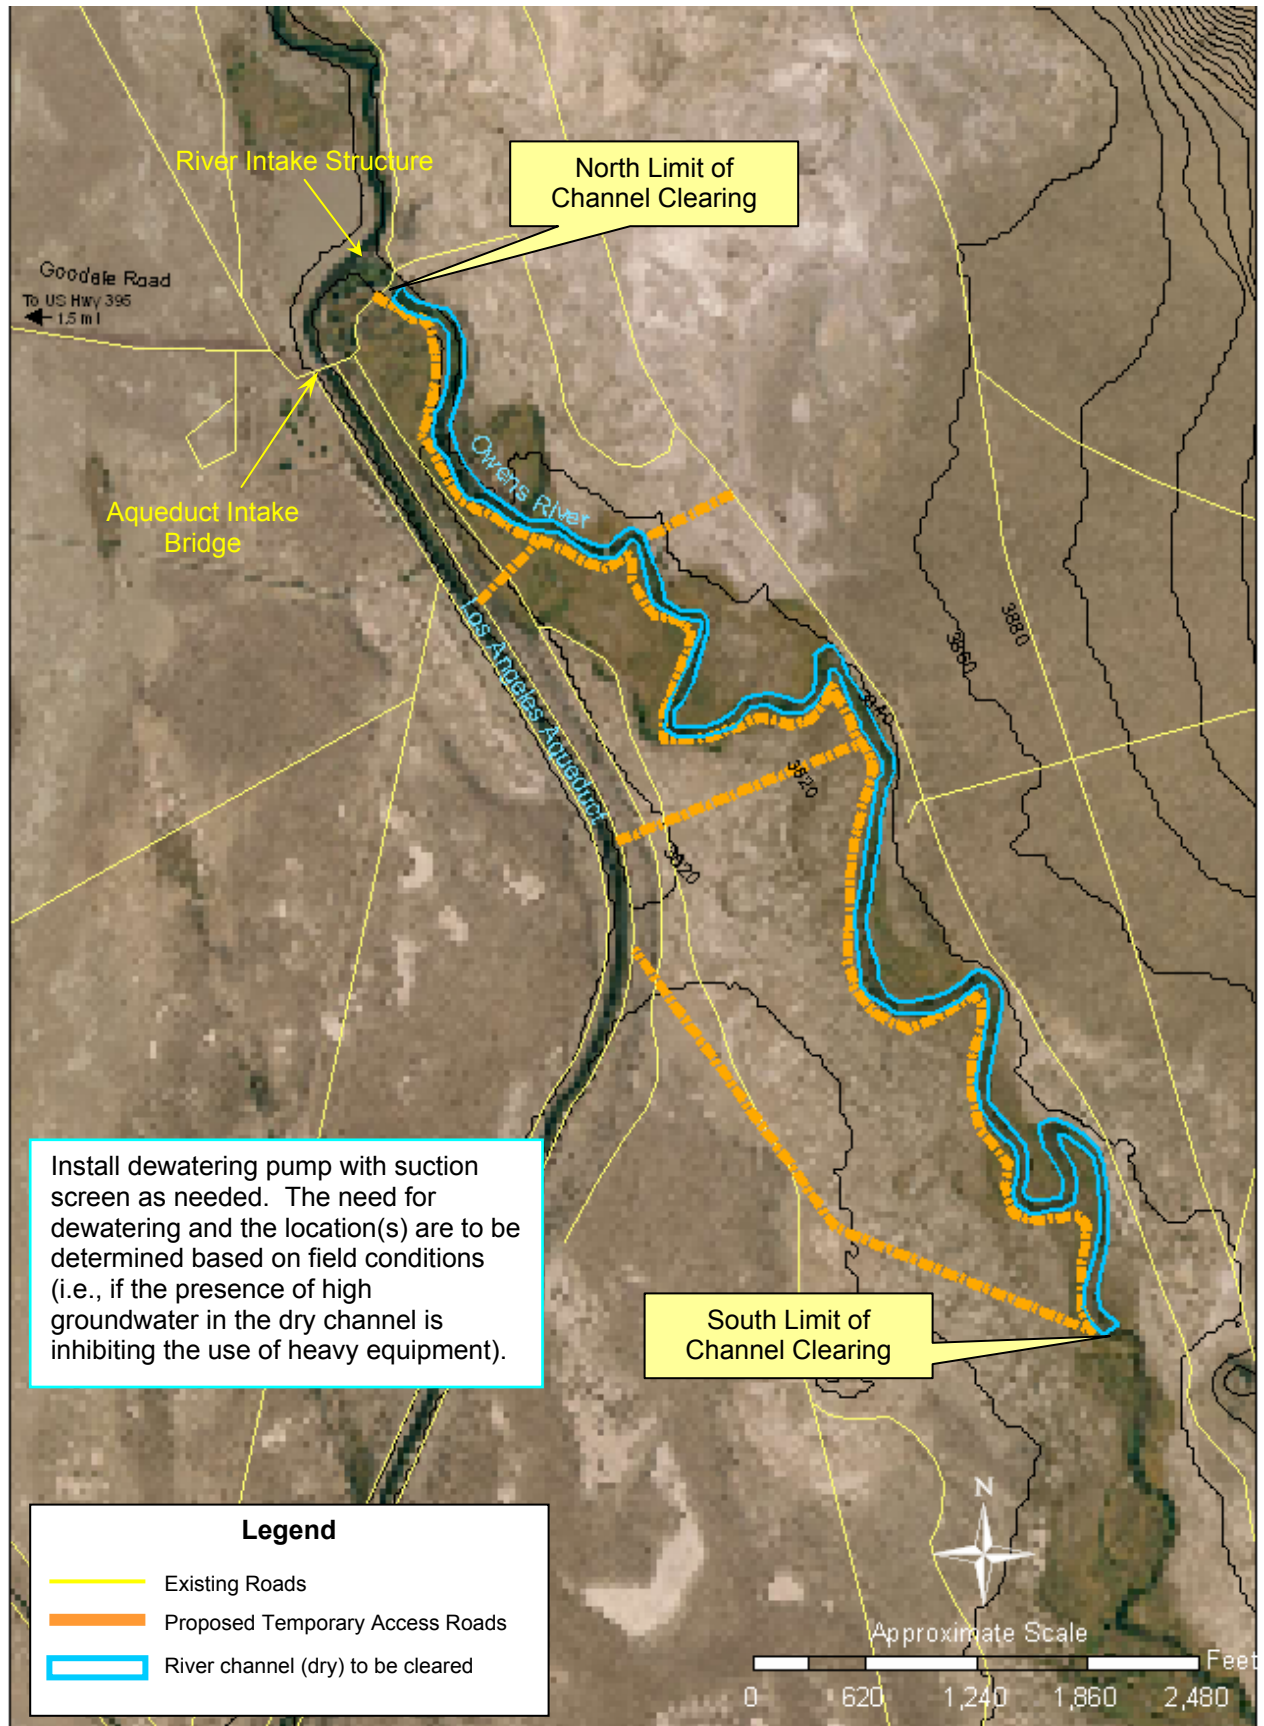 River Intake Structure
North Limit of
Channel Clearing
Goodale Road
To US Hwy 395
1.5 mi
Aqueduct Intake
Bridge
Owens River
Los Angeles Aqueduct
3880
3860
3840
3820
3820
Install dewatering pump with suction
screen as needed.  The need for
dewatering and the location(s) are to be
determined based on field conditions
(i.e., if the presence of high
groundwater in the dry channel is
inhibiting the use of heavy equipment).
South Limit of
Channel Clearing
Legend
Existing Roads
Proposed Temporary Access Roads
River channel (dry) to be cleared
N
Approximate Scale
Feet
0 620 1,240 1,860 2,480